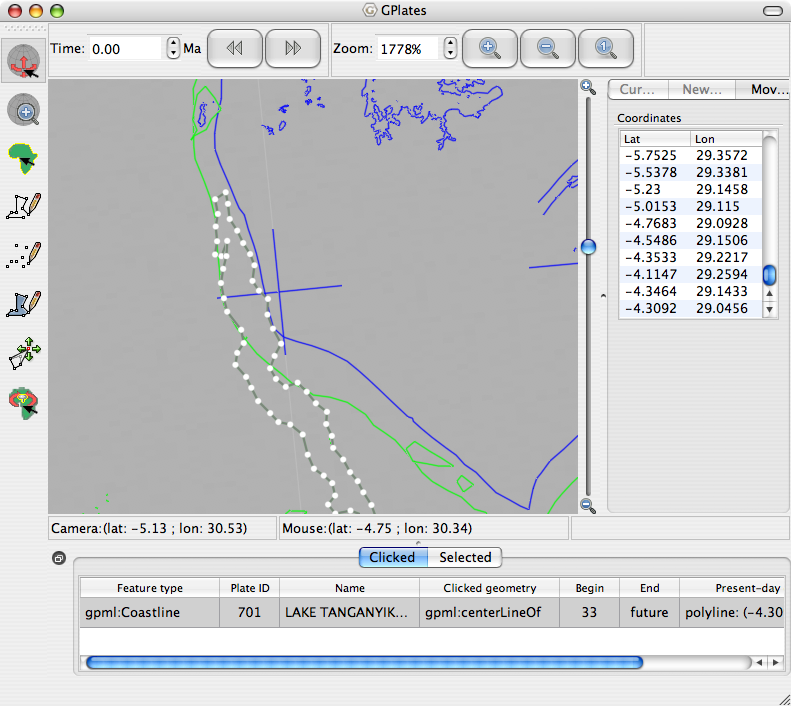 GPlates
Time: 0.00 Ma Zoom: 1778% 1
Cur... New... Mov...
Coordinates
Lat Lon
-5.7525 29.3572
-5.5378 29.3381
-5.23 29.1458
-5.0153 29.115
-4.7683 29.0928
-4.5486 29.1506
-4.3533 29.2217
-4.1147 29.2594
-4.3464 29.1433
-4.3092 29.0456
Camera:(lat: -5.13 ; lon: 30.53) Mouse:(lat: -4.75 ; lon: 30.34)
Clicked Selected
Feature type Plate ID Name Clicked geometry Begin End Present-day
gpml:Coastline 701 LAKE TANGANYIK... gpml:centerLineOf 33 future polyline: (-4.30